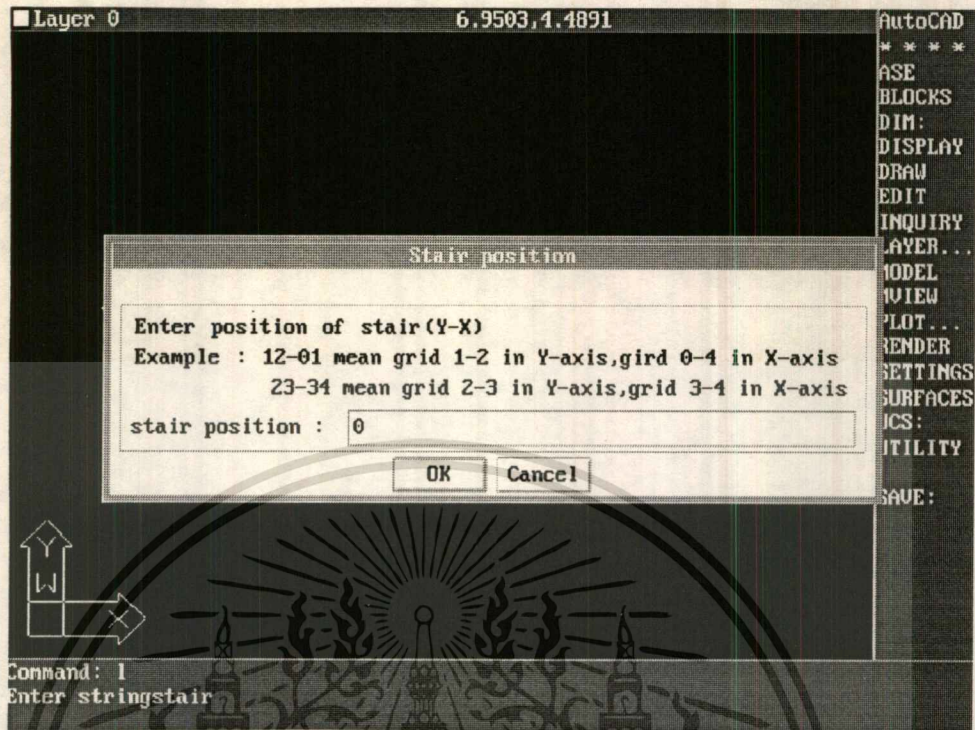 Layer 0 6.9503,4.4891 AutoCAD
* * * *
ASE
BLOCKS
DIM:
DISPLAY
DRAW
EDIT
INQUIRY
LAYER...
MODEL
MVIEW
PLOT...
RENDER
SETTINGS
SURFACES
UCS:
UTILITY
SAVE:
Stair position
Enter position of stair(Y-X)
Example : 12-01 mean grid 1-2 in Y-axis,gird 0-4 in X-axis
23-34 mean grid 2-3 in Y-axis,grid 3-4 in X-axis
stair position : 0
OK Cancel
Y
W
X
Command: l
Enter stringstair